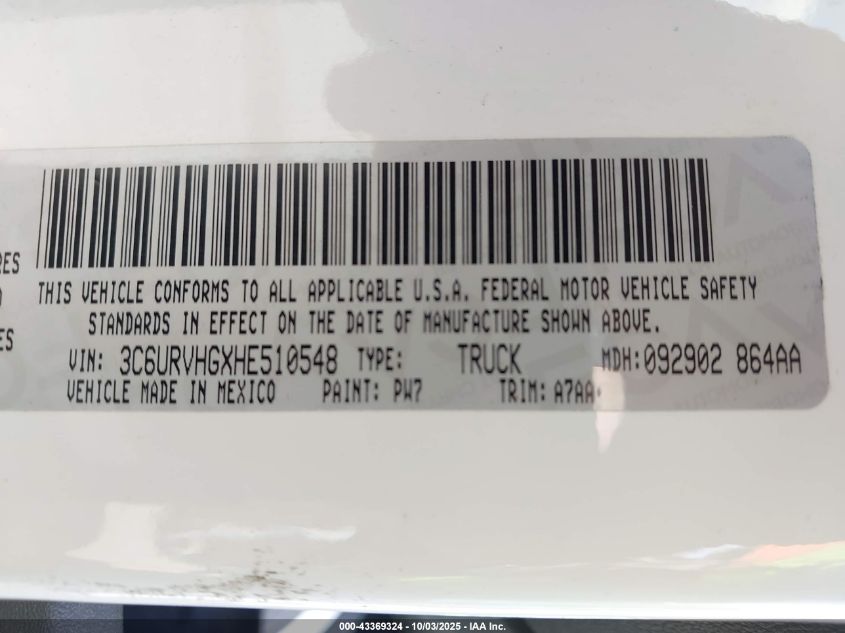 RES
THIS VEHICLE CONFORMS TO ALL APPLICABLE U.S.A. FEDERAL MOTOR VEHICLE SAFETY
ES
STANDARDS IN EFFECT ON THE DATE OF MANUFACTURE SHOWN ABOVE.
VIN: 3C6URVHGXHE510548 TYPE: TRUCK MDH:092902 864AA
VEHICLE MADE IN MEXICO PAINT: PW7 TRIM: A7AA
000-43369324 - 10/03/2025 - IAA Inc.